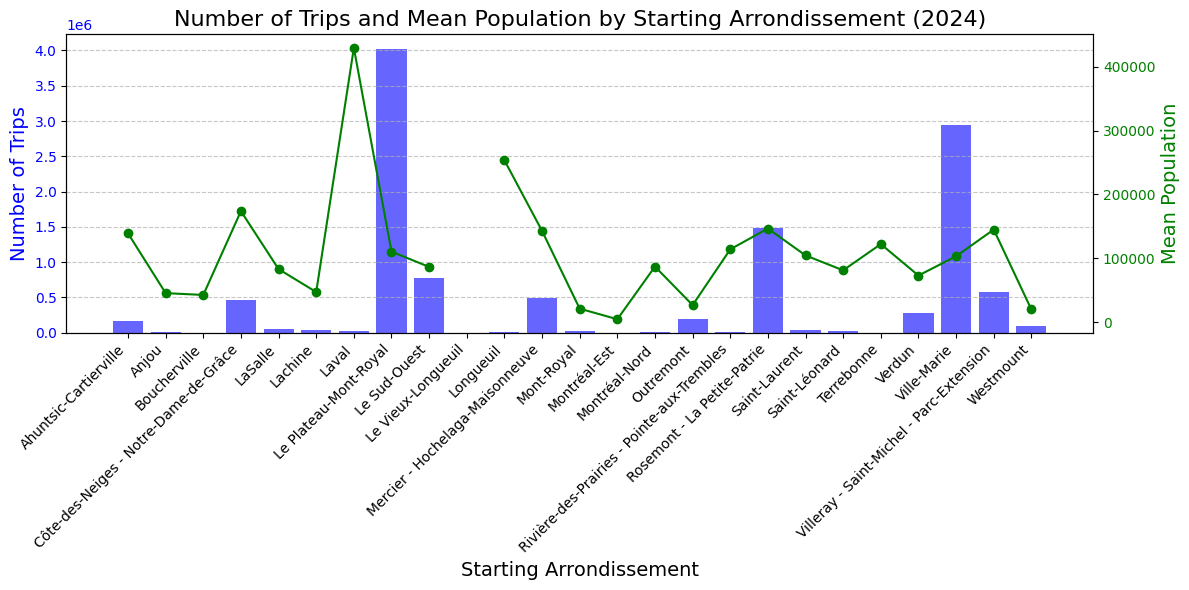 Number of Trips and Mean Population by Starting Arrondissement (2024)
1e6
4.0
3.5
3.0
2.5
2.0
1.5
1.0
0.5
0.0
Number of Trips
400000
300000
200000
100000
0
Mean Population
Ahuntsic-Cartierville
Anjou
Boucherville
Côte-des-Neiges - Notre-Dame-de-Grâce
LaSalle
Lachine
Laval
Le Plateau-Mont-Royal
Le Sud-Ouest
Le Vieux-Longueuil
Longueuil
Mercier - Hochelaga-Maisonneuve
Mont-Royal
Montréal-Est
Montréal-Nord
Outremont
Rivière-des-Prairies - Pointe-aux-Trembles
Rosemont - La Petite-Patrie
Saint-Laurent
Saint-Léonard
Terrebonne
Verdun
Ville-Marie
Villeray - Saint-Michel - Parc-Extension
Westmount
Starting Arrondissement